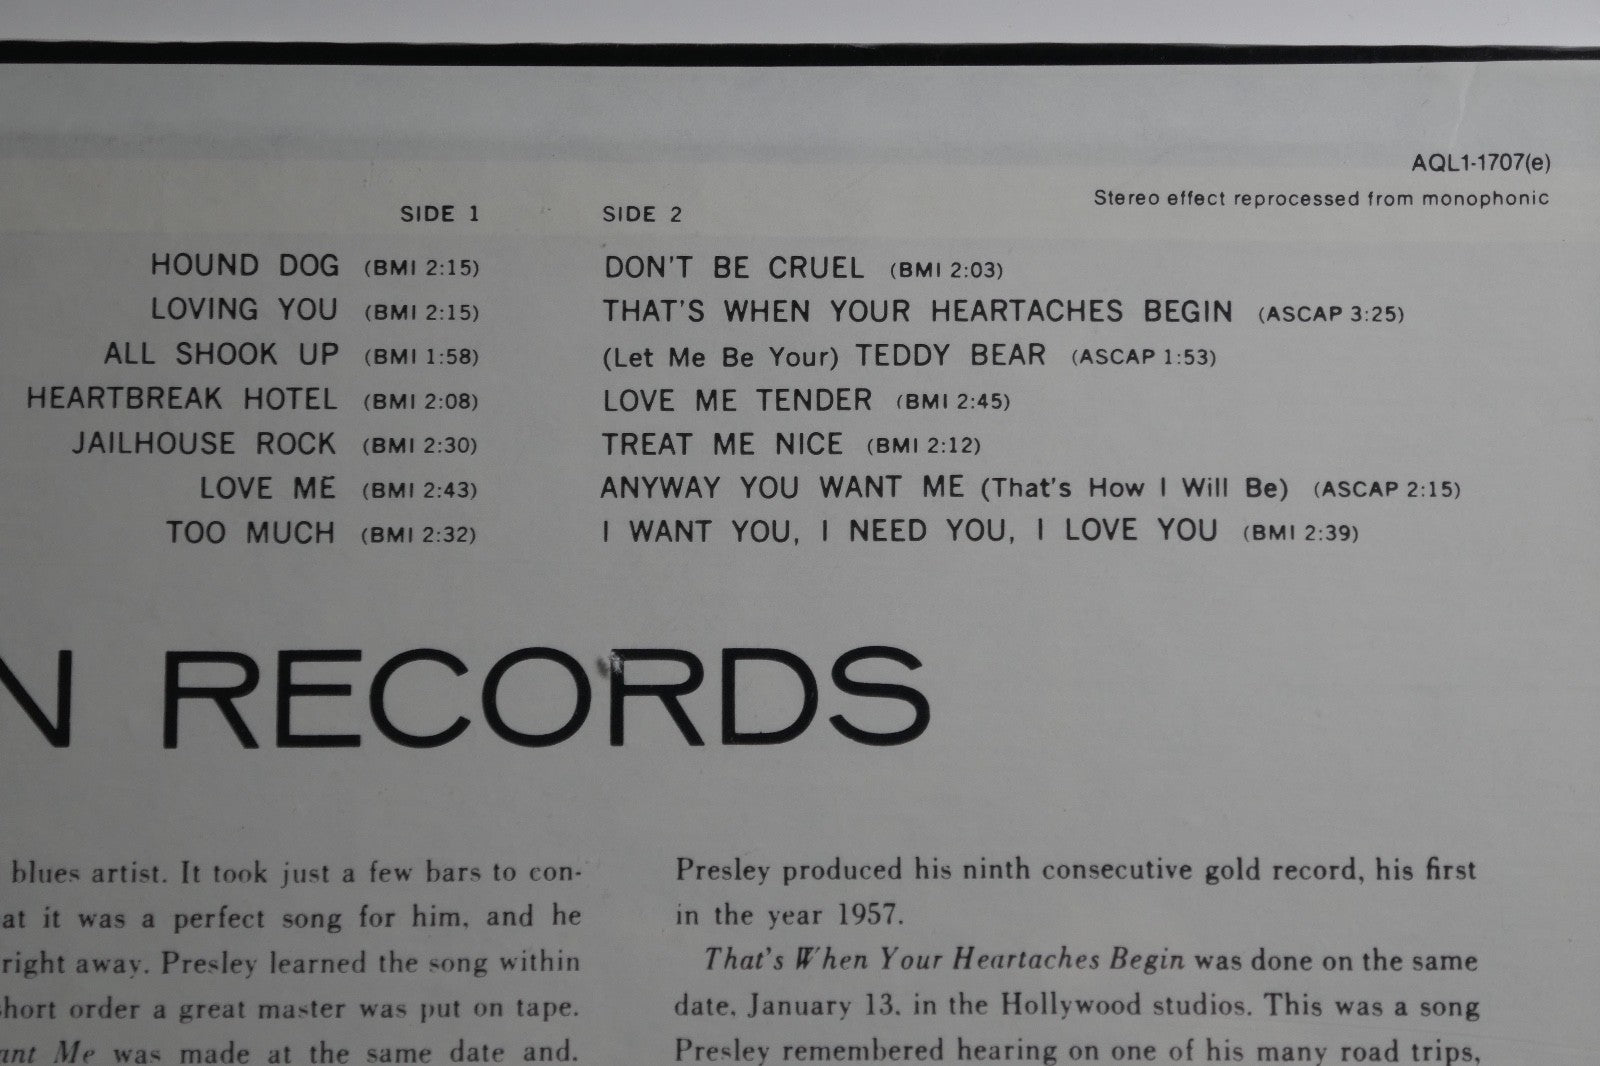 AQL1-1707(e)
Stereo effect reprocessed from monophonic
SIDE 1
HOUND DOG (BMI 2:15)
LOVING YOU (BMI 2:15)
ALL SHOOK UP (BMI 1:58)
HEARTBREAK HOTEL (BMI 2:08)
JAILHOUSE ROCK (BMI 2:30)
LOVE ME (BMI 2:43)
TOO MUCH (BMI 2:32)
SIDE 2
DON'T BE CRUEL (BMI 2:03)
THAT'S WHEN YOUR HEARTACHES BEGIN (ASCAP 3:25)
(Let Me Be Your) TEDDY BEAR (ASCAP 1:53)
LOVE ME TENDER (BMI 2:45)
TREAT ME NICE (BMI 2:12)
ANYWAY YOU WANT ME (That's How I Will Be) (ASCAP 2:15)
I WANT YOU, I NEED YOU, I LOVE YOU (BMI 2:39)
N RECORDS
blues artist. It took just a few bars to con-
at it was a perfect song for him, and he
right away. Presley learned the song within
short order a great master was put on tape.
ant Me was made at the same date and.
Presley produced his ninth consecutive gold record, his first
in the year 1957.
That's When Your Heartaches Begin was done on the same
date, January 13. in the Hollywood studios. This was a song
Presley remembered hearing on one of his many road trips,